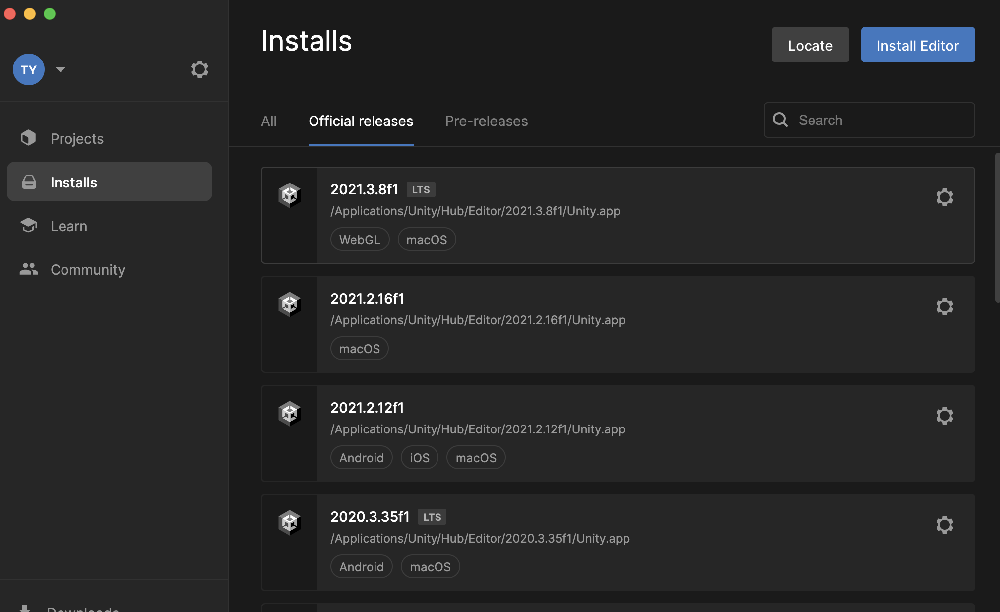 TY
Projects
Installs
Learn
Community
Downloads
Installs
Locate
Install Editor
All
Official releases
Pre-releases
Search
2021.3.8f1 LTS
/Applications/Unity/Hub/Editor/2021.3.8f1/Unity.app
WebGL macOS
2021.2.16f1
/Applications/Unity/Hub/Editor/2021.2.16f1/Unity.app
macOS
2021.2.12f1
/Applications/Unity/Hub/Editor/2021.2.12f1/Unity.app
Android iOS macOS
2020.3.35f1 LTS
/Applications/Unity/Hub/Editor/2020.3.35f1/Unity.app
Android macOS